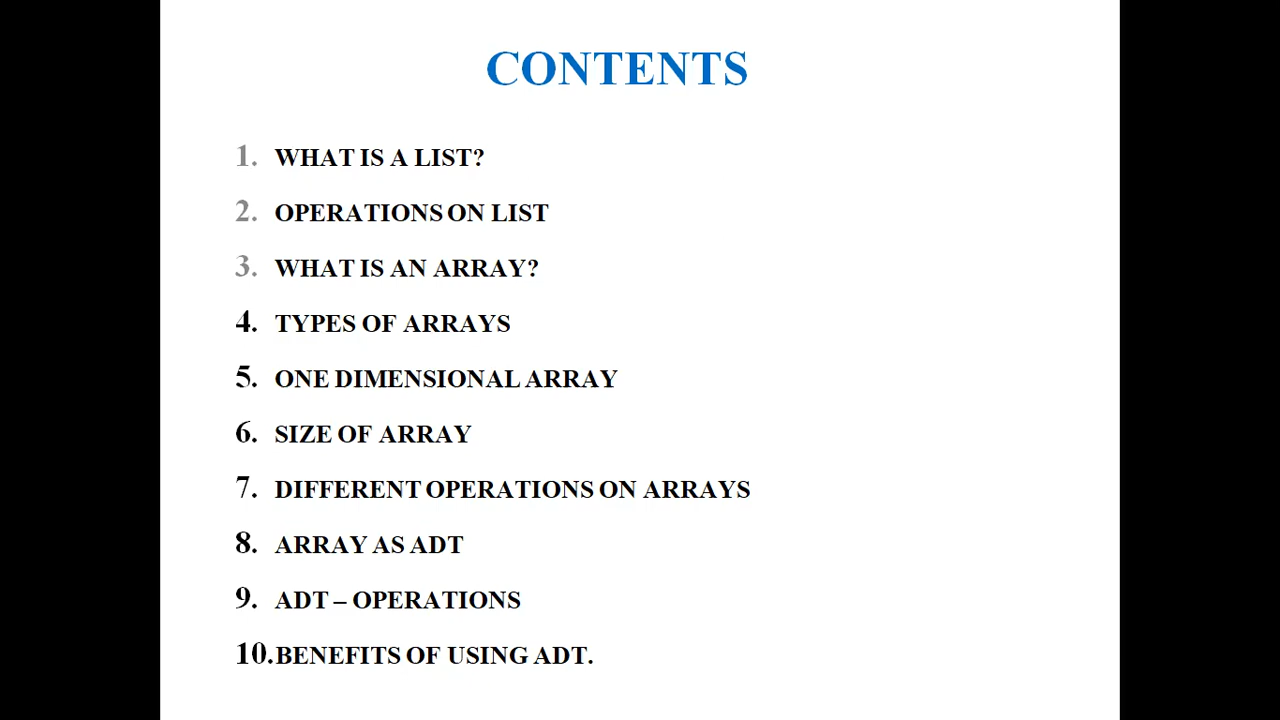 CONTENTS
1. WHAT IS A LIST?
2. OPERATIONS ON LIST
3. WHAT IS AN ARRAY?
4. TYPES OF ARRAYS
5. ONE DIMENSIONAL ARRAY
6. SIZE OF ARRAY
7. DIFFERENT OPERATIONS ON ARRAYS
8. ARRAY AS ADT
9. ADT – OPERATIONS
10. BENEFITS OF USING ADT.